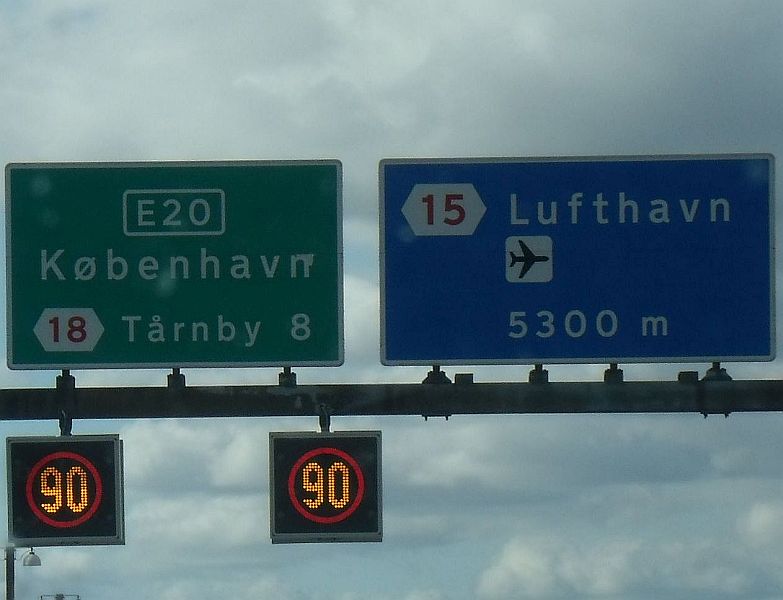 E20
København
18 Tårnby 8
15 Lufthavn
5300 m
90
90